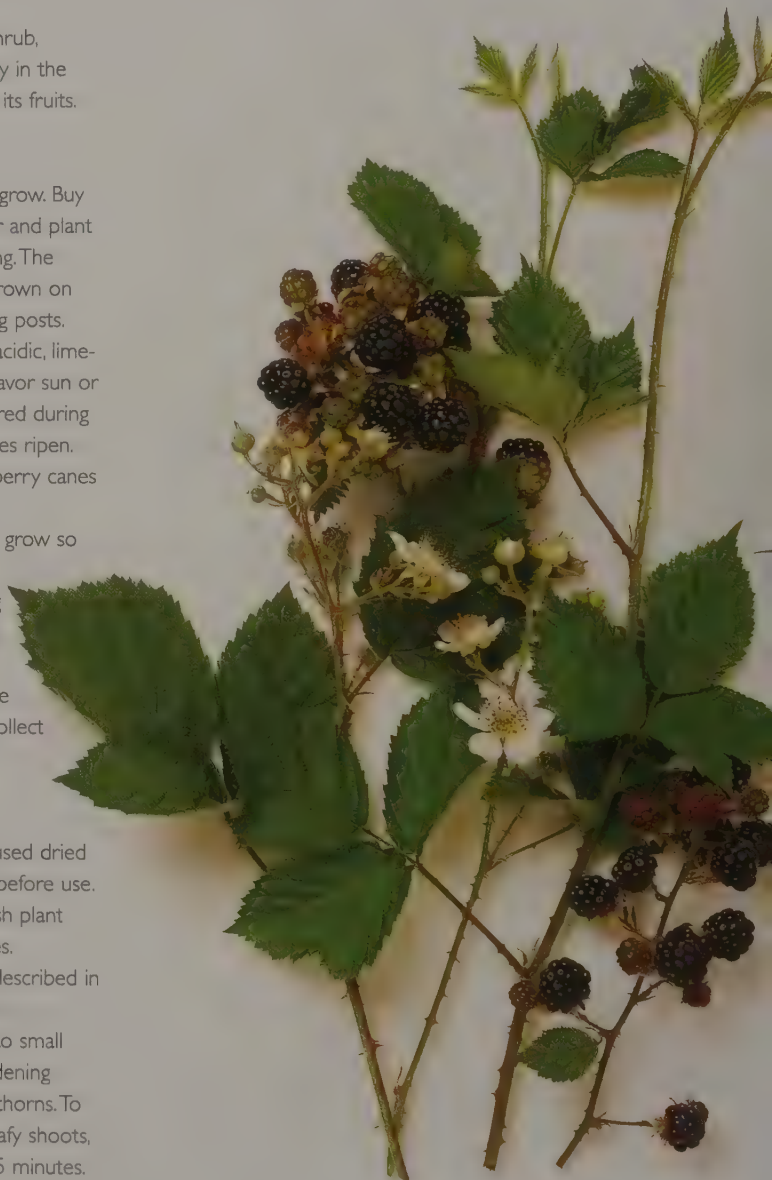 hrub,
y in the
its fruits.
grow. Buy
r and plant
ng. The
rown on
g posts.
acidic, lime-
avor sun or
red during
es ripen.
berry canes
grow so
e
ollect
used dried
before use.
sh plant
es.
described in
to small
dening
thorns. To
afy shoots,
5 minutes.